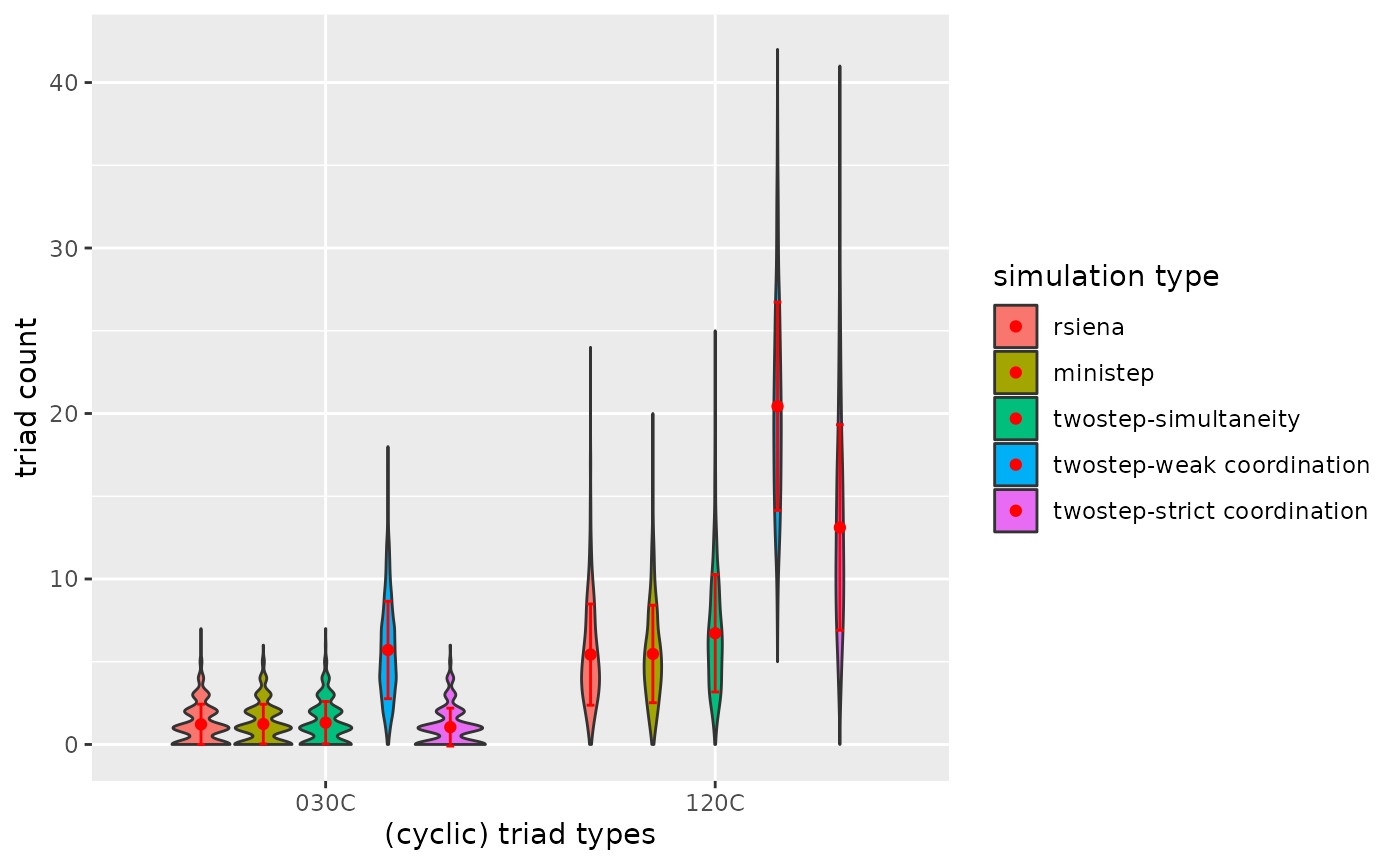 triad count
40
30
20
10
0
030C
120C
(cyclic) triad types
simulation type
rsiena
ministep
twostep-simultaneity
twostep-weak coordination
twostep-strict coordination